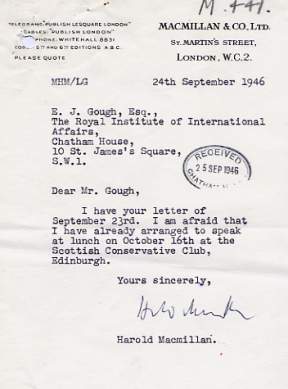 M. 441.
MACMILLAN & CO., LTD.
TELEGRAMS, "PUBLISH LESQUARE LONDON"
CABLES, "PUBLISH LONDON"
PHONE, WHITEHALL 8831
5TH AND 6TH EDITIONS A.B.C.
PLEASE QUOTE
ST. MARTIN'S STREET,
LONDON, W.C.2.
MHM/LG
24th September 1946
E. J. Gough, Esq.,
The Royal Institute of International
Affairs,
Chatham House,
10 St. James's Square,
S.W.1.
RECEIVED
25 SEP 1946
Dear Mr. Gough,
I have your letter of
September 23rd. I am afraid that
I have already arranged to speak
at lunch on October 16th at the
Scottish Conservative Club,
Edinburgh.
Yours sincerely,
Harold Macmillan.